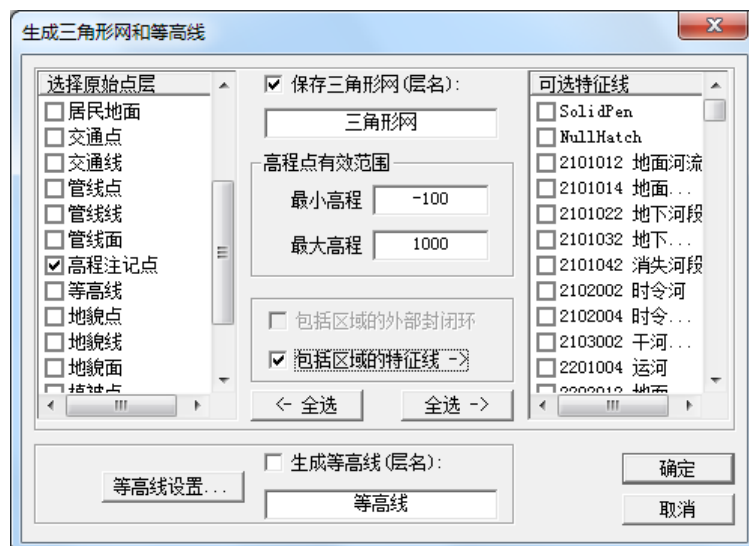 生成三角形网和等高线
选择原始点层
居民地面
交通点
交通线
管线点
管线线
管线面
高程注记点
等高线
地貌点
地貌线
地貌面
植被点
保存三角形网(层名):
三角形网
高程点有效范围
最小高程 -100
最大高程 1000
包括区域的外部封闭环
包括区域的特征线 ->
<- 全选
全选 ->
可选特征线
SolidPen
NullHatch
2101012 地面河流
2101014 地面...
2101022 地下河段
2101032 地下...
2101042 消失河段
2102002 时令河
2102004 时令...
2103002 干河...
2201004 运河
等高线设置...
生成等高线(层名):
等高线
确定
取消